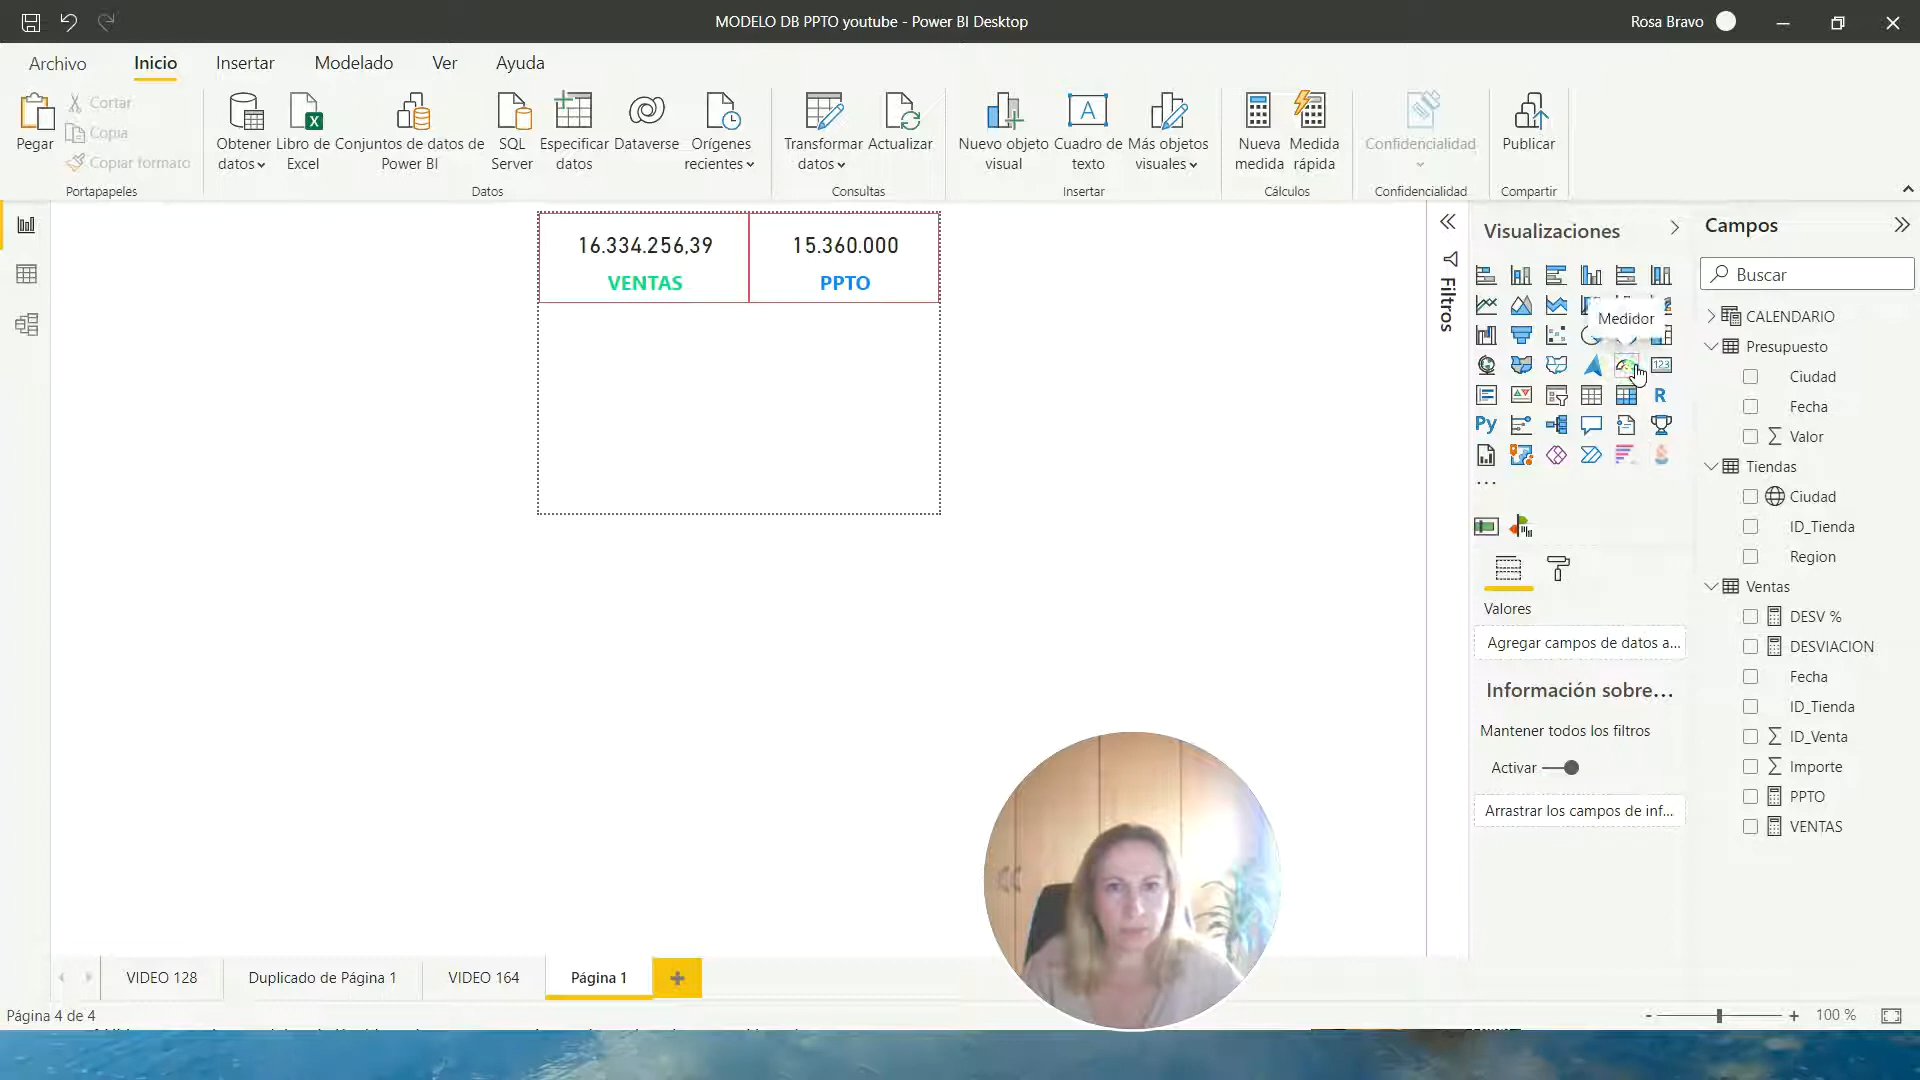 MODELO DB PPTO youtube - Power BI Desktop
Rosa Bravo
Archivo
Inicio
Insertar
Modelado
Ver
Ayuda
Pegar
Cortar
Copia
Copiar formato
Portapapeles
Obtener datos
Libro de Excel
Conjuntos de datos de Power BI
SQL Server
Especificar datos
Dataverse
Orígenes recientes
Datos
Transformar datos
Actualizar
Consultas
Nuevo objeto visual
Cuadro de texto
Más objetos visuales
Insertar
Nueva medida
Medida rápida
Cálculos
Confidencialidad
Confidencialidad
Publicar
Compartir
16.334.256,39
VENTAS
15.360.000
PPTO
Filtros
Visualizaciones
Medidor
123
R
Py
...
Valores
Agregar campos de datos a...
Información sobre...
Mantener todos los filtros
Activar
Arrastrar los campos de inf...
Campos
Buscar
CALENDARIO
Presupuesto
Ciudad
Fecha
Valor
Tiendas
Ciudad
ID_Tienda
Region
Ventas
DESV %
DESVIACION
Fecha
ID_Tienda
ID_Venta
Importe
PPTO
VENTAS
VIDEO 128
Duplicado de Página 1
VIDEO 164
Página 1
Página 4 de 4
100 %